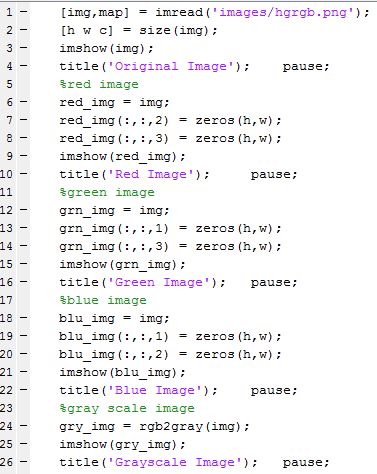 1 – [img,map] = imread('images/hgrgb.png');
2 – [h w c] = size(img);
3 – imshow(img);
4 – title('Original Image');    pause;
5 %red image
6 – red_img = img;
7 – red_img(:,:,2) = zeros(h,w);
8 – red_img(:,:,3) = zeros(h,w);
9 – imshow(red_img);
10 – title('Red Image');    pause;
11 %green image
12 – grn_img = img;
13 – grn_img(:,:,1) = zeros(h,w);
14 – grn_img(:,:,3) = zeros(h,w);
15 – imshow(grn_img);
16 – title('Green Image');    pause;
17 %blue image
18 – blu_img = img;
19 – blu_img(:,:,1) = zeros(h,w);
20 – blu_img(:,:,2) = zeros(h,w);
21 – imshow(blu_img);
22 – title('Blue Image');    pause;
23 %gray scale image
24 – gry_img = rgb2gray(img);
25 – imshow(gry_img);
26 – title('Grayscale Image');    pause;